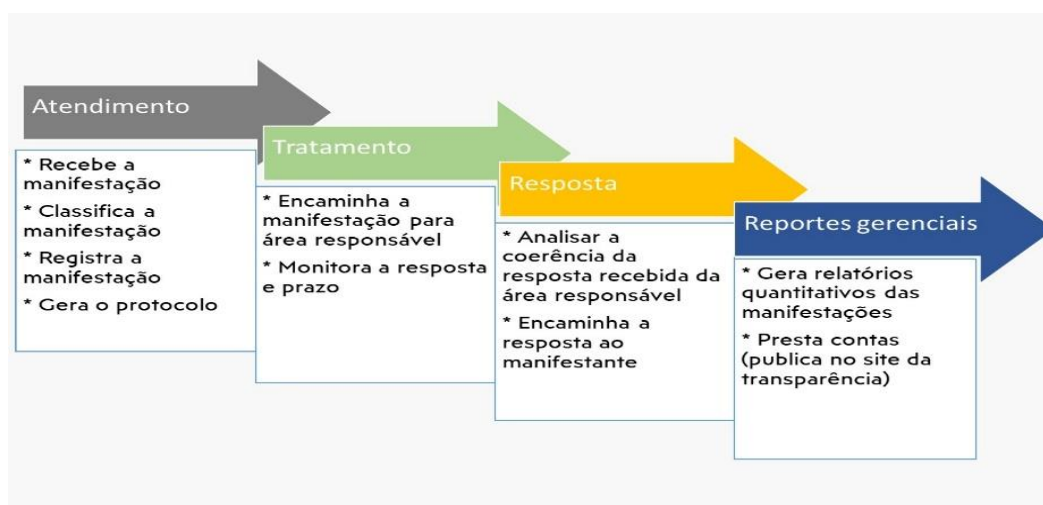 Atendimento
* Recebe a
manifestação
* Classifica a
manifestação
* Registra a
manifestação
* Gera o protocolo
Tratamento
* Encaminha a
manifestação para
área responsável
* Monitora a resposta
e prazo
Resposta
* Analisar a
coerência da
resposta recebida da
área responsável
* Encaminha a
resposta ao
manifestante
Reportes gerenciais
* Gera relatórios
quantitativos das
manifestações
* Presta contas
(publica no site da
transparência)